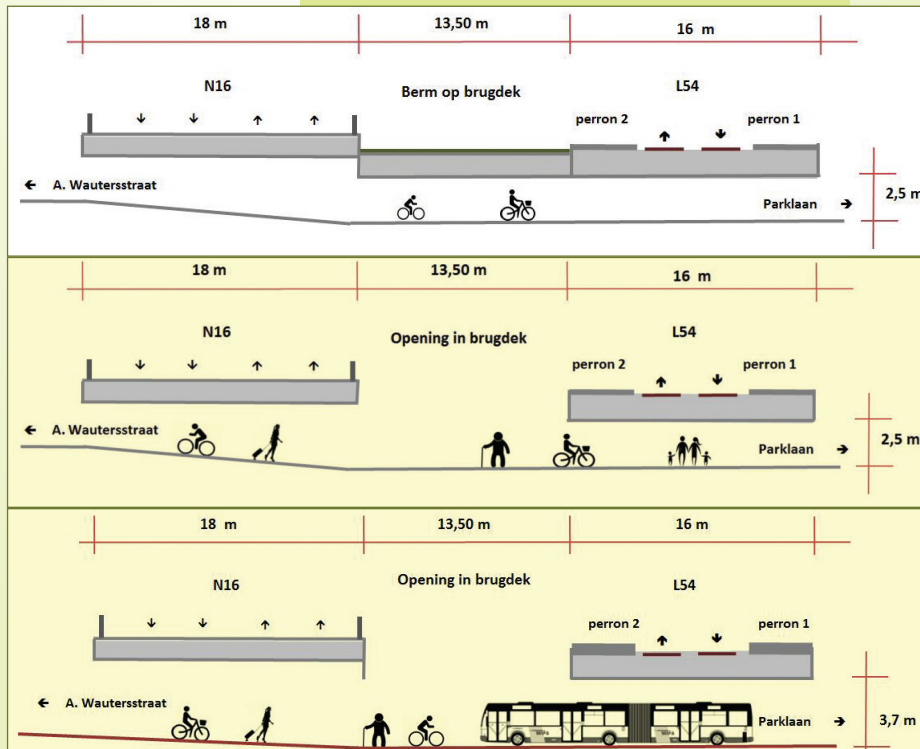 18 m 13,50 m 16 m
N16 Berm op brugdek L54
perron 2 perron 1
← A. Wautersstraat Parklaan → 2,5 m
18 m 13,50 m 16 m
N16 Opening in brugdek L54
perron 2 perron 1
← A. Wautersstraat Parklaan → 2,5 m
18 m 13,50 m 16 m
N16 Opening in brugdek L54
perron 2 perron 1
← A. Wautersstraat Parklaan → 3,7 m